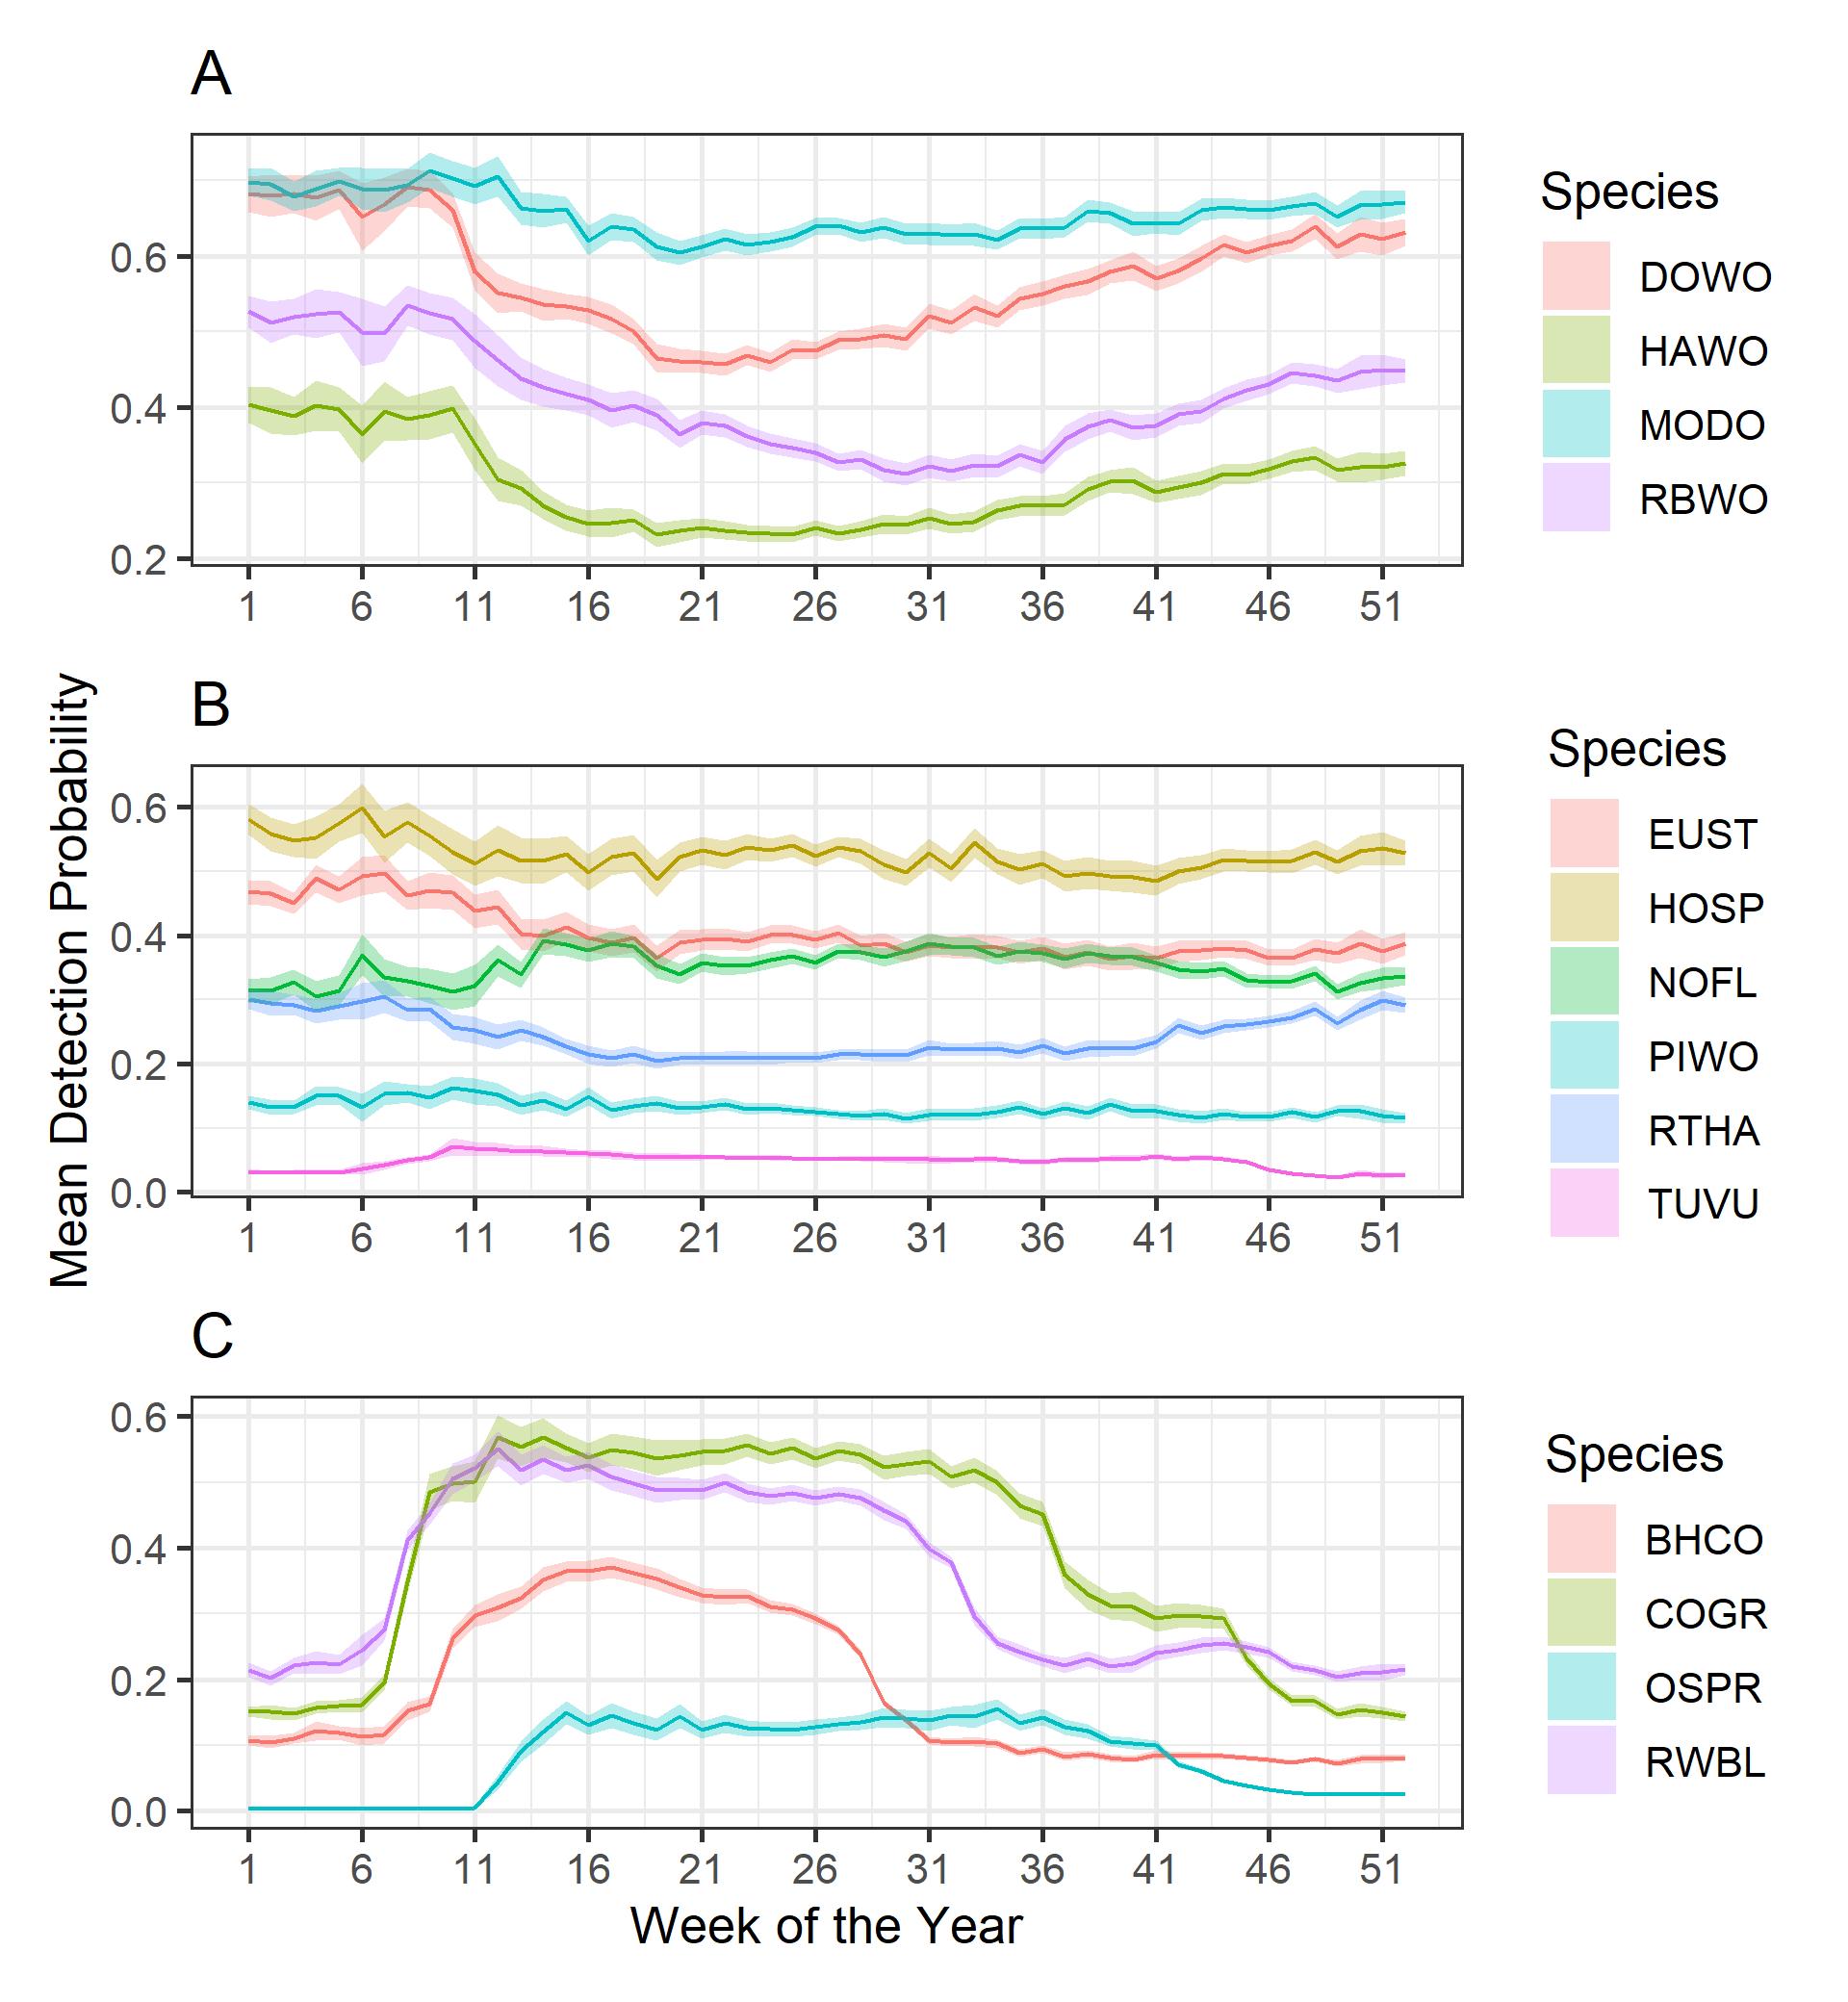 A
0.6
0.4
0.2
1 6 11 16 21 26 31 36 41 46 51
Species
DOWO
HAWO
MODO
RBWO
Mean Detection Probability
B
0.6
0.4
0.2
0.0
1 6 11 16 21 26 31 36 41 46 51
Species
EUST
HOSP
NOFL
PIWO
RTHA
TUVU
C
0.6
0.4
0.2
0.0
1 6 11 16 21 26 31 36 41 46 51
Week of the Year
Species
BHCO
COGR
OSPR
RWBL